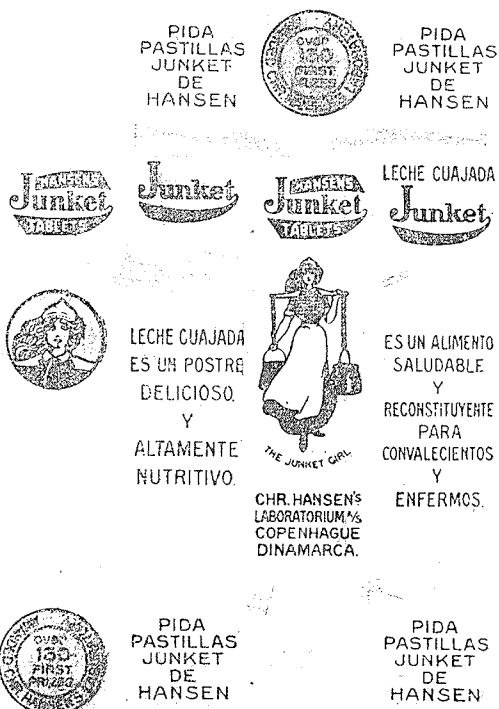 PIDA
PASTILLAS
JUNKET
DE
HANSEN
OVER
130
FIRST
PIDA
PASTILLAS
JUNKET
DE
HANSEN
HANSEN'S
Junket
TABLETS
Junket
HANSEN'S
Junket
TABLETS
LECHE CUAJADA
Junket
LECHE CUAJADA
ES UN POSTRE
DELICIOSO.
Y
ALTAMENTE
NUTRITIVO.
THE JUNKET GIRL
CHR. HANSEN'S
LABORATORIUM A/S
COPENHAGUE
DINAMARCA.
ES UN ALIMENTO
SALUDABLE
Y
RECONSTITUYENTE
PARA
CONVALECIENTOS
Y
ENFERMOS.
OVER
130
FIRST
PRIZES
CHR. HANSEN'S
PIDA
PASTILLAS
JUNKET
DE
HANSEN
PIDA
PASTILLAS
JUNKET
DE
HANSEN